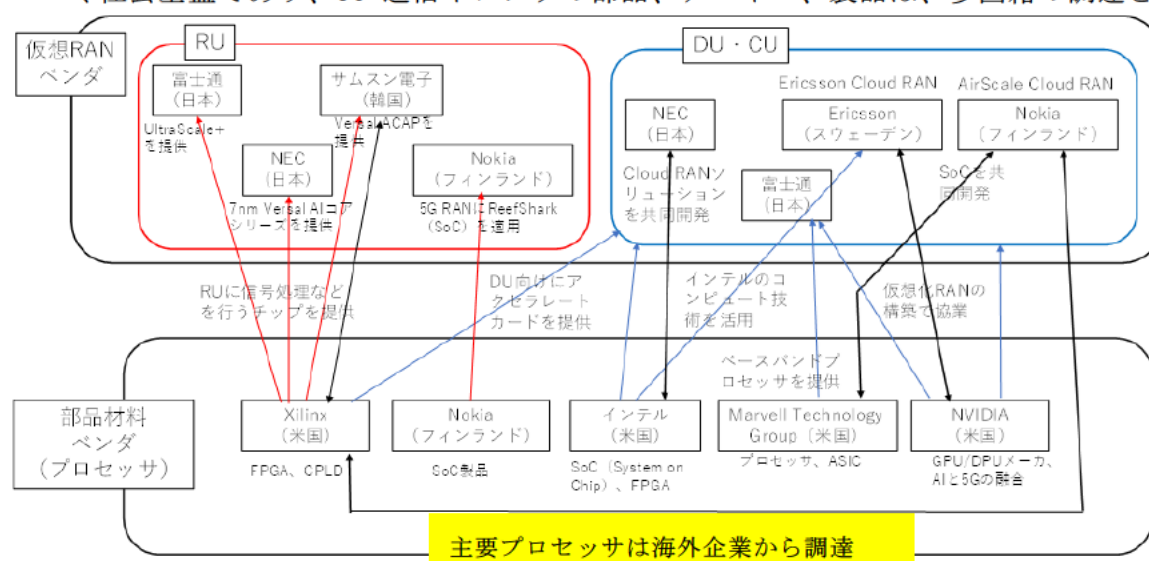 仮想RAN
ベンダ
RU
DU・CU
富士通
(日本)
UltraScale+
を提供
サムスン電子
(韓国)
Versal ACAPを
提供
NEC
(日本)
7nm Versal AIコア
シリーズを提供
Nokia
(フィンランド)
5G RANにReefShark
(SoC)を適用
NEC
(日本)
Cloud RANソ
リューション
を共同開発
Ericsson Cloud RAN
Ericsson
(スウェーデン)
AirScale Cloud RAN
Nokia
(フィンランド)
富士通
(日本)
SoCを共
同開発
RUに信号処理など
を行うチップを提供
DU向けにア
クセラレート
カードを提供
インテルのコ
ンピュート技
術を活用
仮想化RANの
構築で協業
ベースバンドプ
ロセッサを提供
部品材料
ベンダ
(プロセッサ)
Xilinx
(米国)
FPGA、CPLD
Nokia
(フィンランド)
SoC製品
インテル
(米国)
SoC(System on
Chip)、FPGA
Marvell Technology
Group(米国)
プロセッサ、ASIC
NVIDIA
(米国)
GPU/DPUメーカ、
AIと5Gの融合
主要プロセッサは海外企業から調達